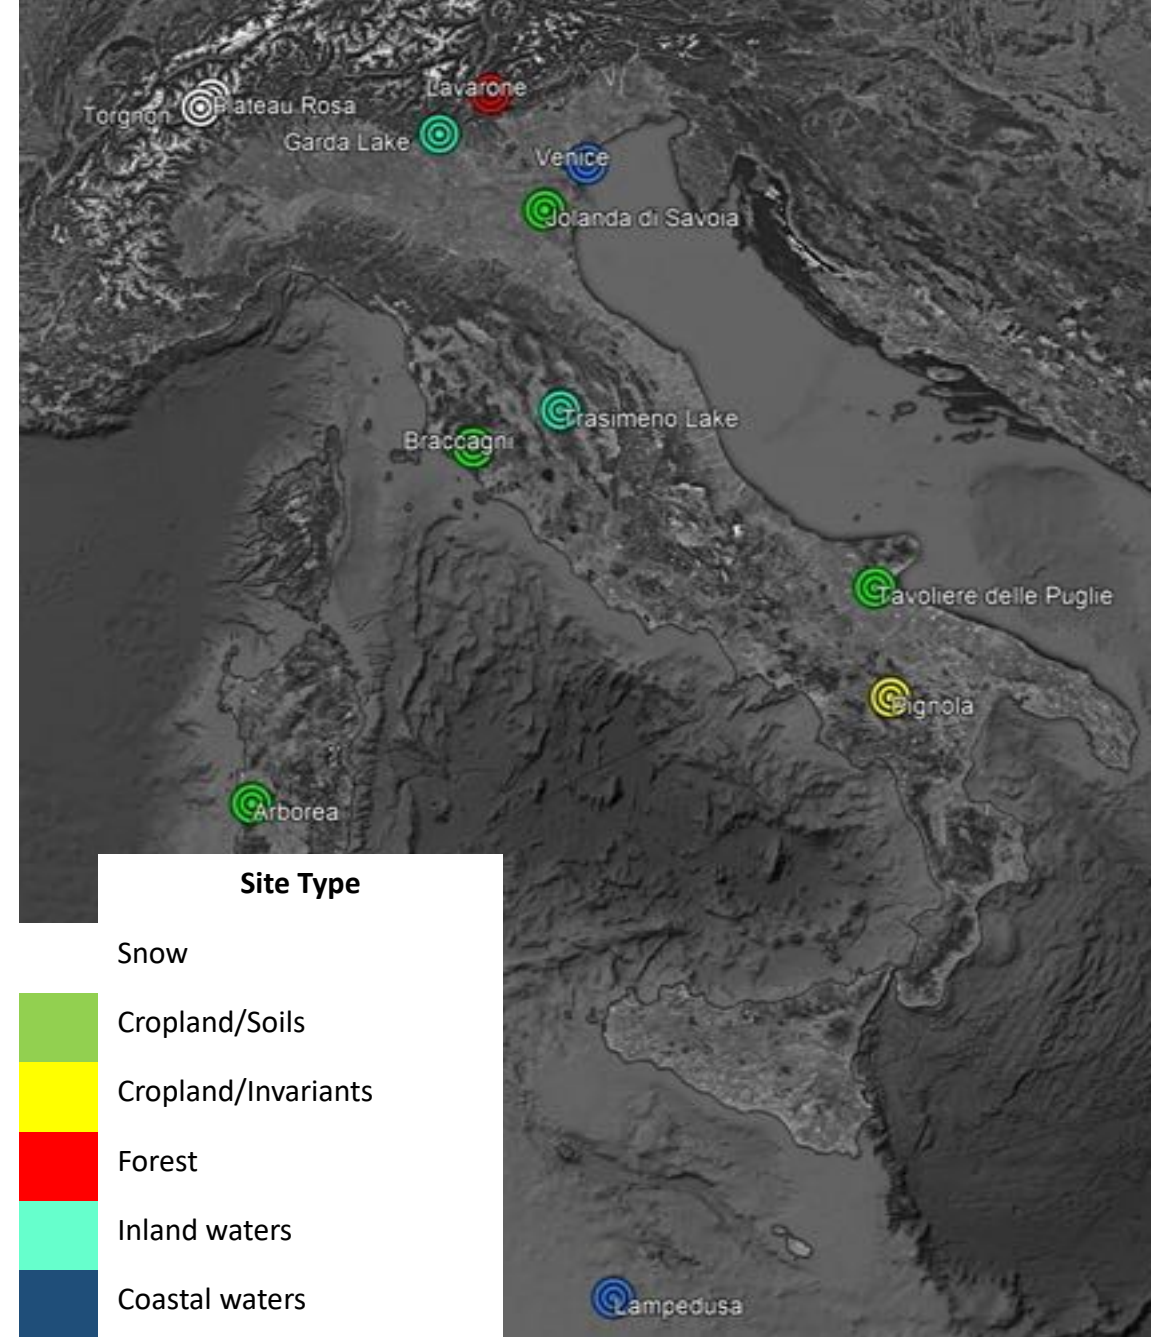 Lavarone
Plateau Rosa
Torgnon
Garda Lake
Venice
Jolanda di Savoia
Trasimeno Lake
Braccagni
Tavoliere delle Puglie
Pignola
Arborea
Site Type
Snow
Cropland/Soils
Cropland/Invariants
Forest
Inland waters
Coastal waters
Lampedusa